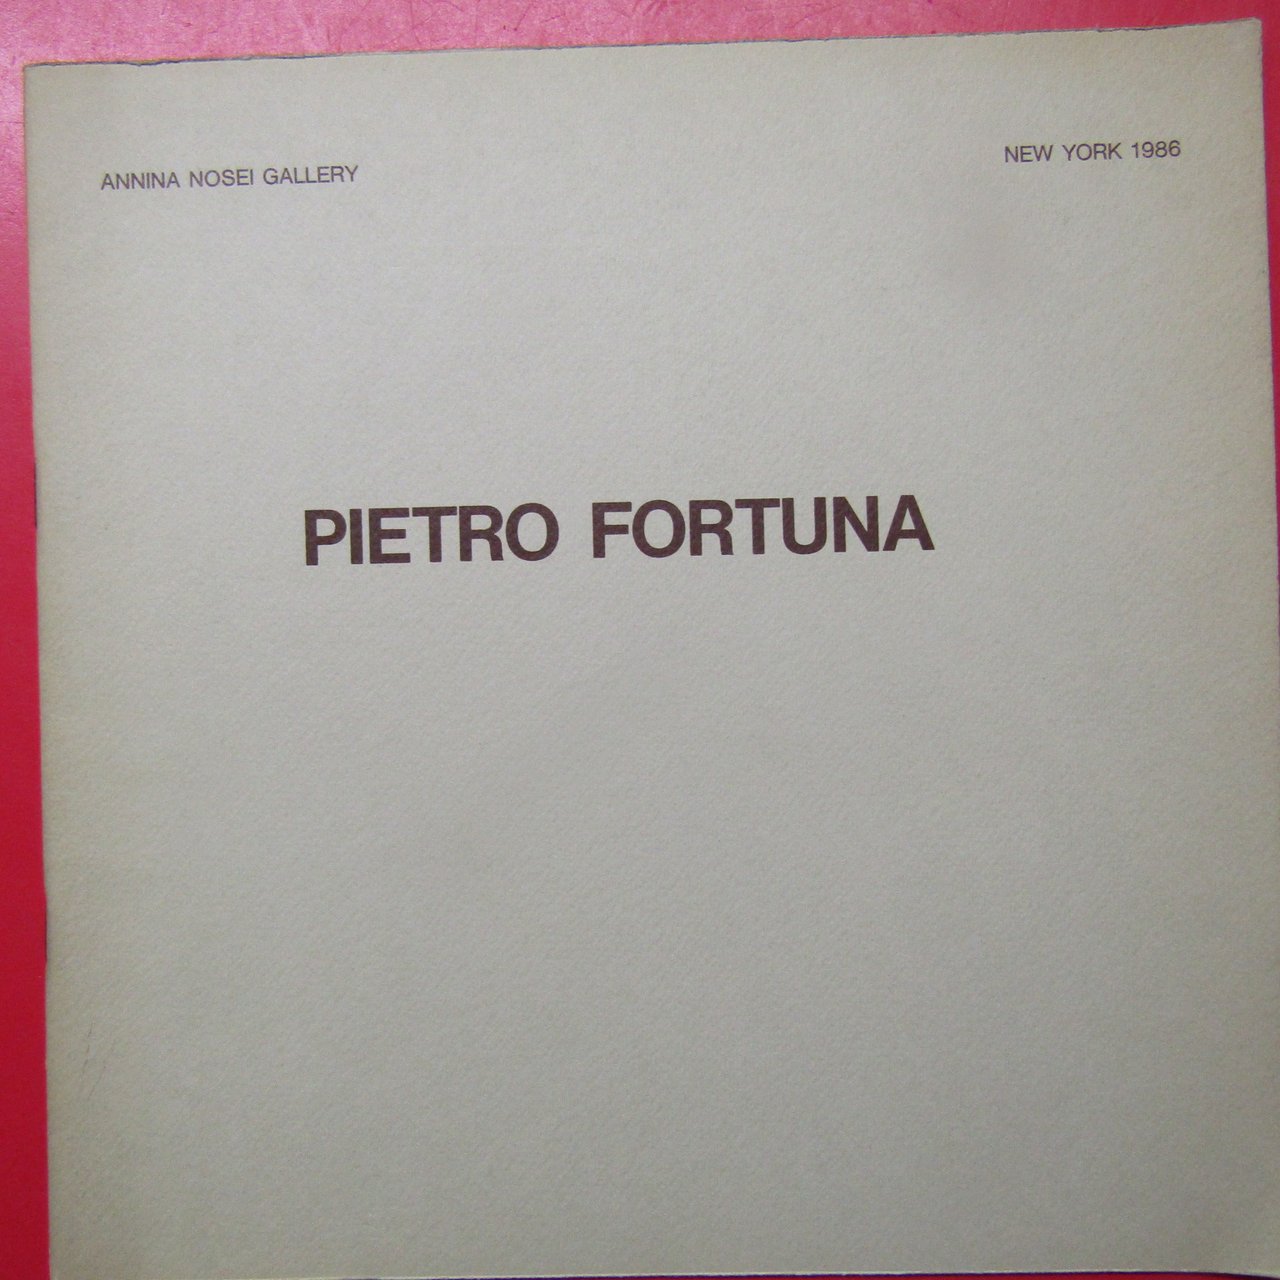 ANNINA NOSEI GALLERY
NEW YORK 1986
PIETRO FORTUNA